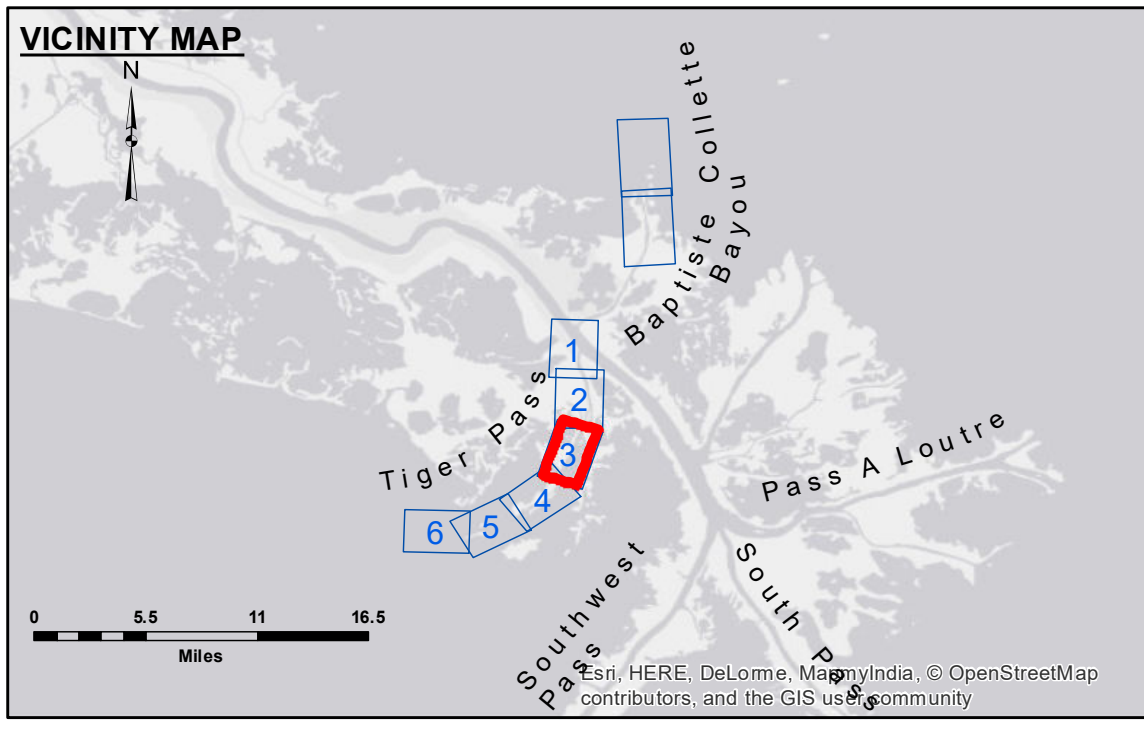 VICINITY MAP
N
Baptiste Collette
Bayou
1
2
3
4
5
6
Tiger Pass
Pass A Loutre
Southwest
Pass
South Pass
0 5.5 11 16.5
Miles
Esri, HERE, DeLorme, MapmyIndia, © OpenStreetMap
contributors, and the GIS user community